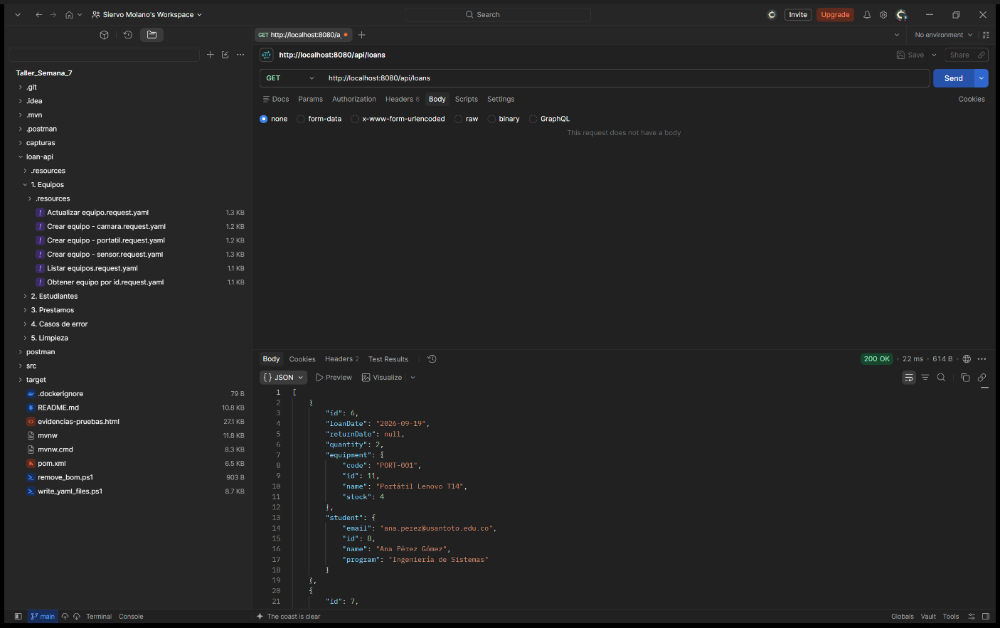 Siervo Molano's Workspace
Search
Invite
Upgrade
GET http://localhost:8080/a
No environment
http://localhost:8080/api/loans
Save
Share
Taller_Semana_7
.git
.idea
.mvn
.postman
capturas
loan-api
.resources
1. Equipos
.resources
Actualizar equipo.request.yaml 1.3 KB
Crear equipo - camara.request.yaml 1.2 KB
Crear equipo - portatil.request.yaml 1.2 KB
Crear equipo - sensor.request.yaml 1.3 KB
Listar equipos.request.yaml 1.1 KB
Obtener equipo por id.request.yaml 1.1 KB
2. Estudiantes
3. Prestamos
4. Casos de error
5. Limpieza
postman
src
target
.dockerignore 79 B
README.md 10.8 KB
evidencias-pruebas.html 27.1 KB
mvnw 11.8 KB
mvnw.cmd 8.3 KB
pom.xml 6.5 KB
remove_bom.ps1 903 B
write_yaml_files.ps1 8.7 KB
GET http://localhost:8080/api/loans
Send
Docs Params Authorization Headers 6 Body Scripts Settings Cookies
none form-data x-www-form-urlencoded raw binary GraphQL
This request does not have a body
Body Cookies Headers 2 Test Results 200 OK 22 ms 614 B
{} JSON Preview Visualize
1 [
2 {
3 "id": 6,
4 "loanDate": "2026-09-19",
5 "returnDate": null,
6 "quantity": 2,
7 "equipment": {
8 "code": "PORT-001",
9 "id": 11,
10 "name": "Portátil Lenovo T14",
11 "stock": 4
12 },
13 "student": {
14 "email": "ana.perez@usantoto.edu.co",
15 "id": 8,
16 "name": "Ana Pérez Gómez",
17 "program": "Ingeniería de Sistemas"
18 }
19 },
20 {
21 "id": 7,
main Terminal Console
The coast is clear
Globals Vault Tools